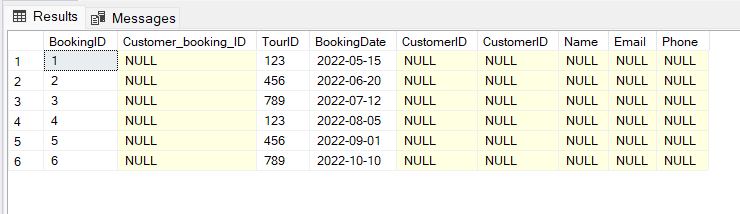 Results Messages
BookingID Customer_booking_ID TourID BookingDate CustomerID CustomerID Name Email Phone
1 1 NULL 123 2022-05-15 NULL NULL NULL NULL NULL
2 2 NULL 456 2022-06-20 NULL NULL NULL NULL NULL
3 3 NULL 789 2022-07-12 NULL NULL NULL NULL NULL
4 4 NULL 123 2022-08-05 NULL NULL NULL NULL NULL
5 5 NULL 456 2022-09-01 NULL NULL NULL NULL NULL
6 6 NULL 789 2022-10-10 NULL NULL NULL NULL NULL